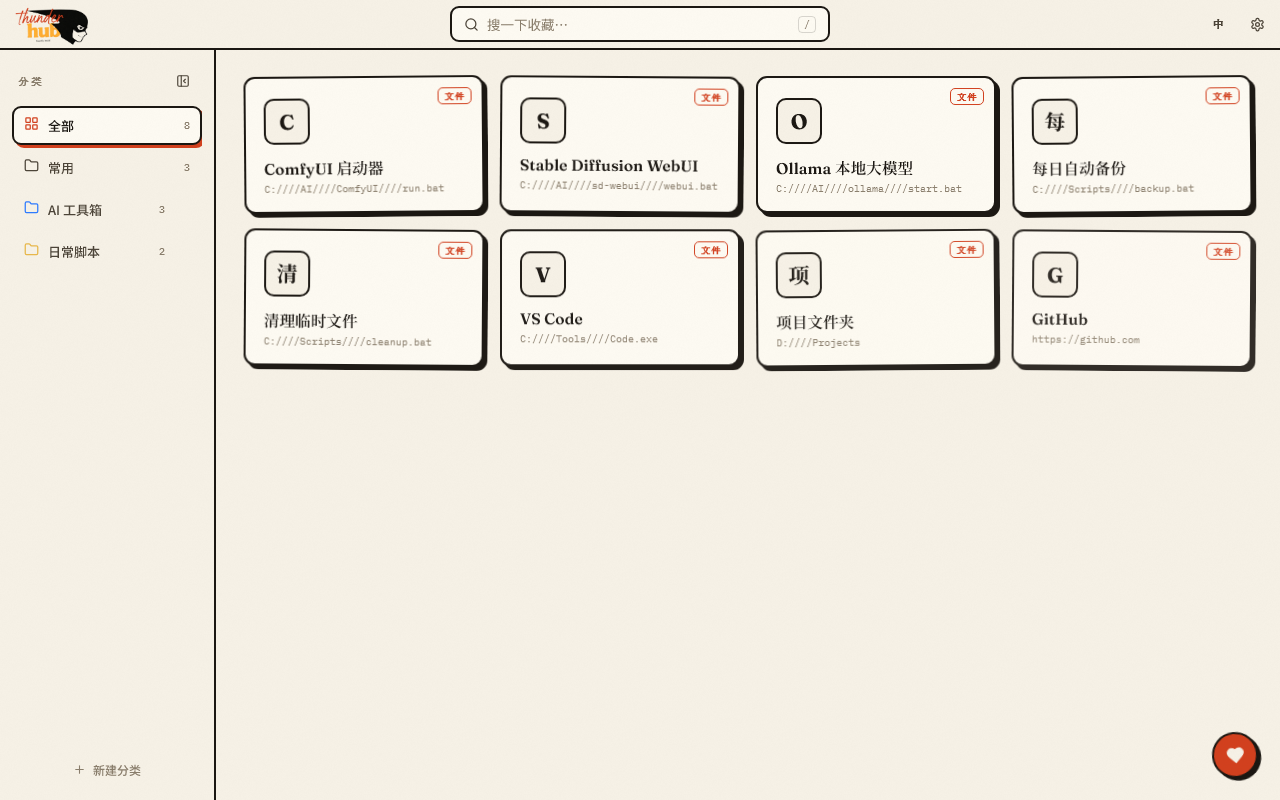 thunder
hub
搜一下收藏…
/
中
分类
全部
8
常用
3
AI 工具箱
3
日常脚本
2
新建分类
文件
C
ComfyUI 启动器
C:////AI////ComfyUI////run.bat
文件
S
Stable Diffusion WebUI
C:////AI////sd-webui////webui.bat
文件
O
Ollama 本地大模型
C:////AI////ollama////start.bat
文件
每
每日自动备份
C:////Scripts////backup.bat
文件
清
清理临时文件
C:////Scripts////cleanup.bat
文件
V
VS Code
C:////Tools////Code.exe
文件
项
项目文件夹
D:////Projects
文件
G
GitHub
https://github.com